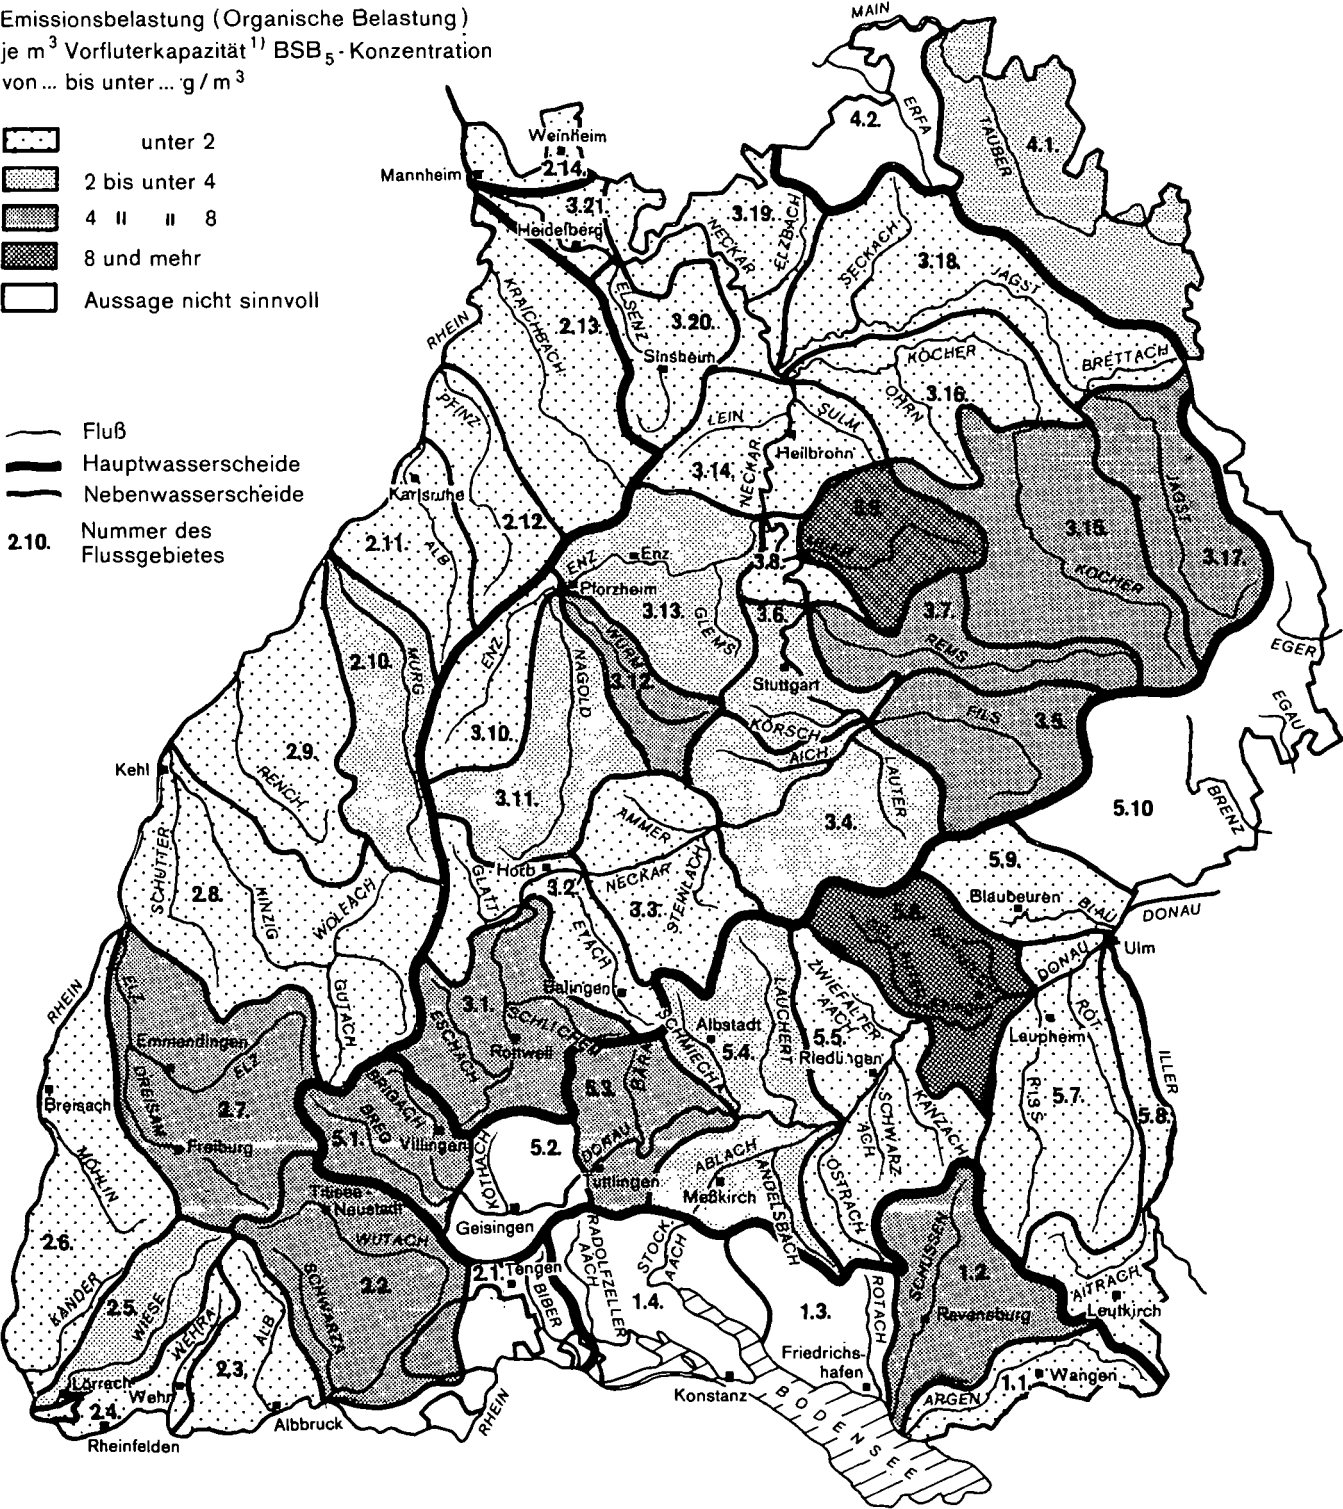 Emissionsbelastung (Organische Belastung)
je m³ Vorfluterkapazität¹⁾ BSB₅-Konzentration
von ... bis unter ... g/m³
unter 2
2 bis unter 4
4 〃 〃 8
8 und mehr
Aussage nicht sinnvoll
Fluß
Hauptwasserscheide
Nebenwasserscheide
2.10. Nummer des
Flussgebietes
MAIN
ERFA
4.2.
TAUBER
4.1.
Weinheim
2.14.
Mannheim
3.21.
Heidelberg
3.19.
NECKAR
ELZBACH
SECKACH
3.18.
JAGST
KRAICHBACH
2.13.
ELSENZ
3.20.
Sinsheim
RHEIN
KOCHER
BRETTACH
OHRN
3.16.
PFINZ
LEIN
SULM
NECKAR
Heilbronn
3.14.
Karlsruhe
2.12.
2.11.
ALB
3.9.
MURR
3.15.
JAGST
3.17.
KOCHER
ENZ
Enz
3.8.
Pforzheim
3.13.
GLEMS
3.6.
3.7.
REMS
EGER
2.10.
MURG
ENZ
NAGOLD
WÜRM
3.12.
Stuttgart
KÖRSCH
AICH
FILS
3.5.
EGAU
2.9.
RENCH
3.10.
Kehl
3.11.
LAUTER
3.4.
5.10
BRENZ
AMMER
SCHUTTER
2.8.
KINZIG
WOLFACH
GLATT
Horb
3.2.
NECKAR
3.3.
STEINLACH
EYACH
5.9.
Blaubeuren
BLAU
DONAU
Ulm
5.6.
DONAU
RHEIN
ELZ
GUTACH
3.1.
Balingen
SCHLICHEM
ESCHACH
Rottweil
SCHMIECHA
Albstadt
5.4.
LAUCHERT
ZWIEFALTER
AACH
5.5.
Riedlingen
Laupheim
ROT
ILLER
Emmendingen
ELZ
DREISAM
2.7.
Freiburg
Breisach
MÖHLIN
BRIGACH
BREG
5.1.
Villingen
5.3.
BÄRA
DONAU
Tuttlingen
KÖTHACH
5.2.
Geisingen
ABLACH
Meßkirch
ANDELSBACH
OSTRACH
SCHWARZ
ACH
KANZACH
RISS
5.7.
5.8.
Titisee-
Neustadt
WUTACH
2.2.
SCHWARZA
2.6.
KANDER
2.5.
WIESE
WEHRA
2.3.
ALB
Lörrach
2.4.
Wehr
Rheinfelden
Albbruck
2.1.
Tengen
BIBER
RADOLFZELLER
AACH
STOCK
AACH
1.4.
1.3.
ROTACH
SCHUSSEN
1.2.
Ravensburg
AITRACH
Leutkirch
Friedrichs-
hafen
Konstanz
RHEIN
BODENSEE
ARGEN
1.1.
Wangen